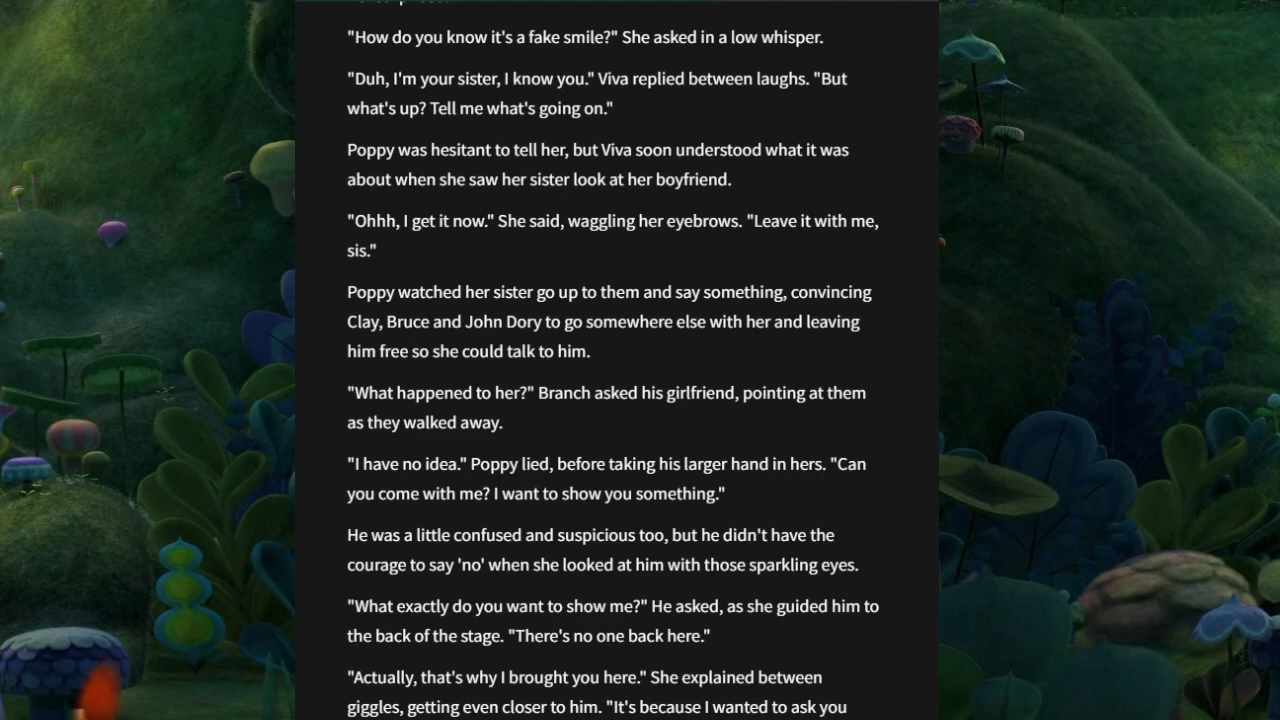 "How do you know it's a fake smile?" She asked in a low whisper.
"Duh, I'm your sister, I know you." Viva replied between laughs. "But
what's up? Tell me what's going on."
Poppy was hesitant to tell her, but Viva soon understood what it was
about when she saw her sister look at her boyfriend.
"Ohhh, I get it now." She said, waggling her eyebrows. "Leave it with me,
sis."
Poppy watched her sister go up to them and say something, convincing
Clay, Bruce and John Dory to go somewhere else with her and leaving
him free so she could talk to him.
"What happened to her?" Branch asked his girlfriend, pointing at them
as they walked away.
"I have no idea." Poppy lied, before taking his larger hand in hers. "Can
you come with me? I want to show you something."
He was a little confused and suspicious too, but he didn't have the
courage to say 'no' when she looked at him with those sparkling eyes.
"What exactly do you want to show me?" He asked, as she guided him to
the back of the stage. "There's no one back here."
"Actually, that's why I brought you here." She explained between
giggles, getting even closer to him. "It's because I wanted to ask you